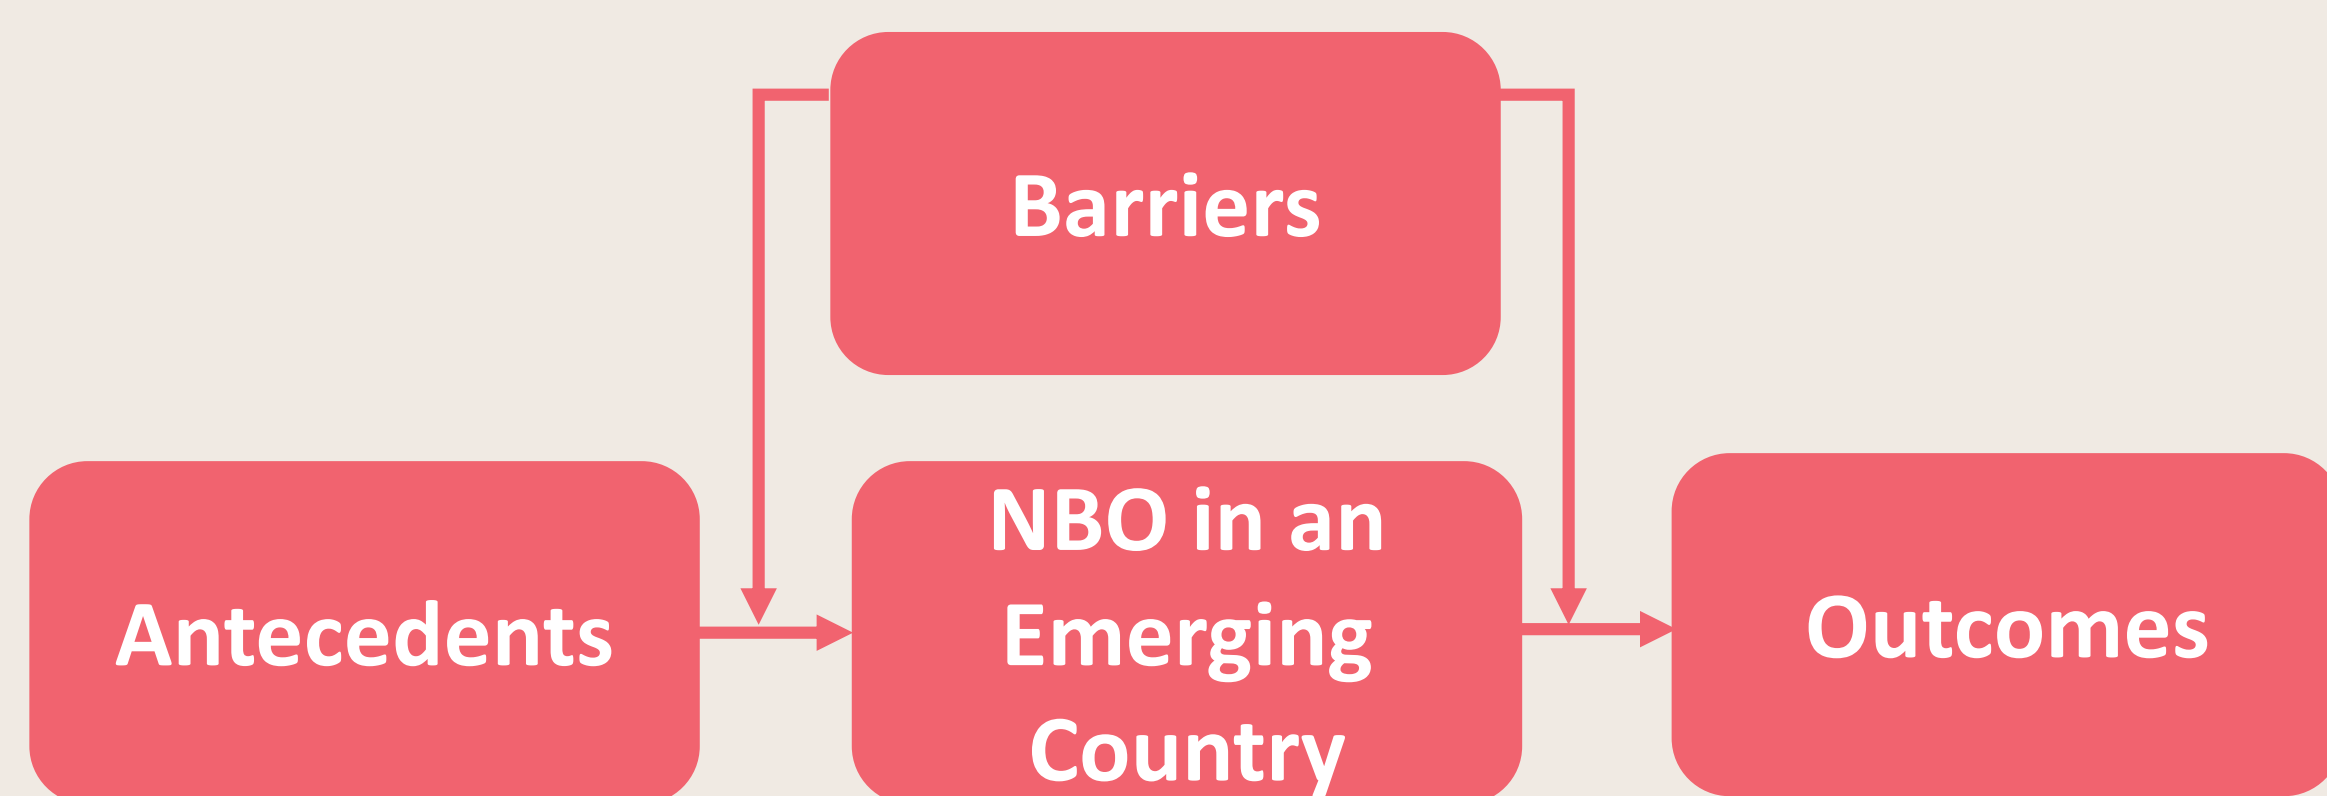 Barriers
Antecedents
NBO in an
Emerging
Country
Outcomes